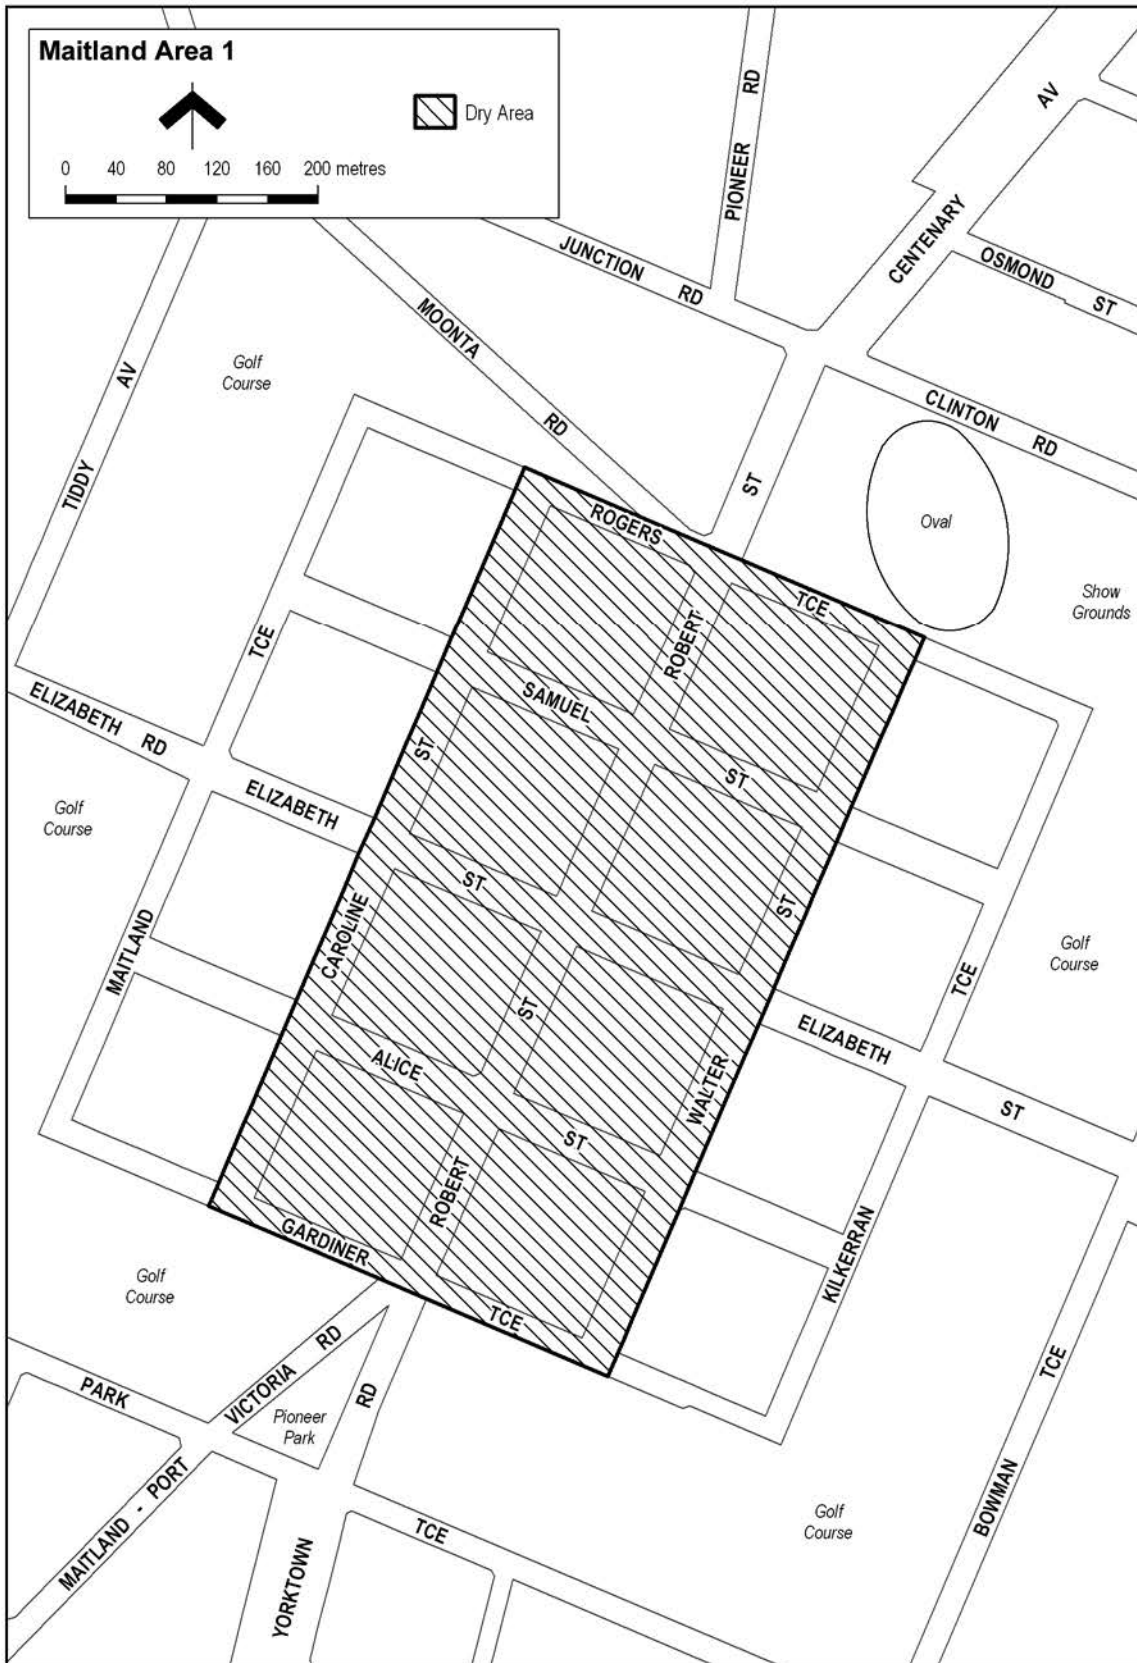 Maitland Area 1
Dry Area
0 40 80 120 160 200 metres
PIONEER RD
AV
CENTENARY
OSMOND ST
JUNCTION RD
MOONTA RD
Golf
Course
TIDDY AV
CLINTON RD
ST
Oval
Show
Grounds
ROGERS TCE
ROBERT
TCE
SAMUEL ST
ELIZABETH RD
ST
ELIZABETH ST
Golf
Course
ST
CAROLINE
MAITLAND
ST
Golf
Course
TCE
ELIZABETH ST
ALICE ST
WALTER
ROBERT
GARDINER TCE
KILKERRAN
Golf
Course
VICTORIA RD
PARK
Pioneer
Park
RD
TCE
BOWMAN
MAITLAND - PORT
TCE
Golf
Course
YORKTOWN